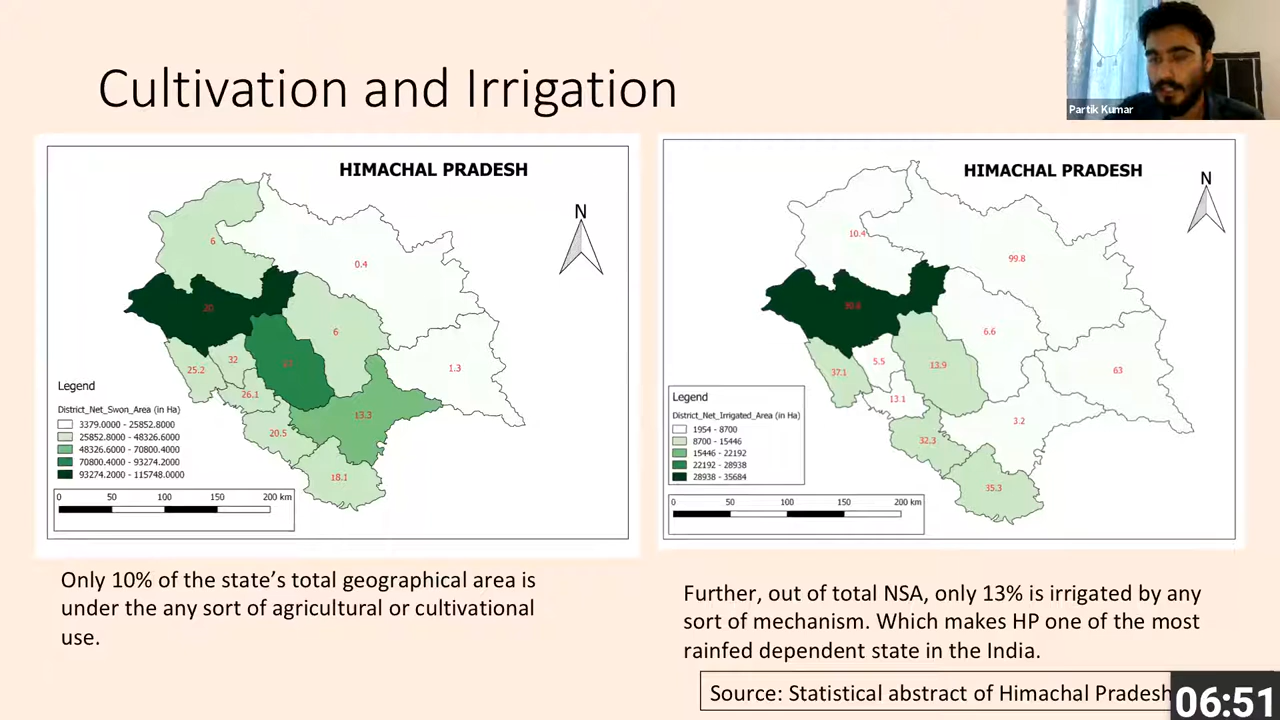 Cultivation and Irrigation
Partik Kumar
HIMACHAL PRADESH
N
6
0.4
20
6
25.2
32
1.3
26.1
13.3
20.5
18.1
Legend
District_Net_Swon_Area (in Ha)
3379.0000 - 25852.8000
25852.8000 - 48326.6000
48326.6000 - 70800.4000
70800.4000 - 93274.2000
93274.2000 - 115748.0000
0 50 100 150 200 km
HIMACHAL PRADESH
N
10.4
99.8
6.6
5.5
37.1
13.9
63
13.1
3.2
32.3
35.3
Legend
District_Net_Irrigated_Area (in Ha)
1954 - 8700
8700 - 15446
15446 - 22192
22192 - 28938
28938 - 35684
0 50 100 150 200 km
Only 10% of the state’s total geographical area is
under the any sort of agricultural or cultivational
use.
Further, out of total NSA, only 13% is irrigated by any
sort of mechanism. Which makes HP one of the most
rainfed dependent state in the India.
Source: Statistical abstract of Himachal Pradesh
06:51